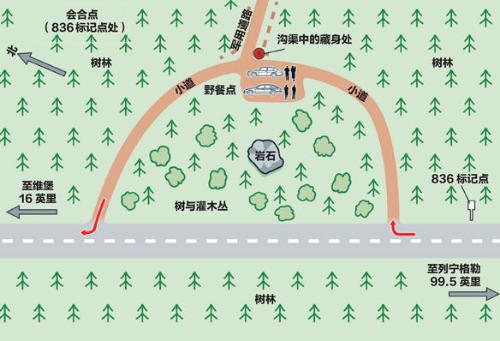 会合点
（836 标记点处）
北
军用道路
沟渠中的藏身处
树林
树林
小道
小道
野餐点
岩石
836 标记点
至维堡
16 英里
树与灌木丛
至列宁格勒
99.5 英里
树林